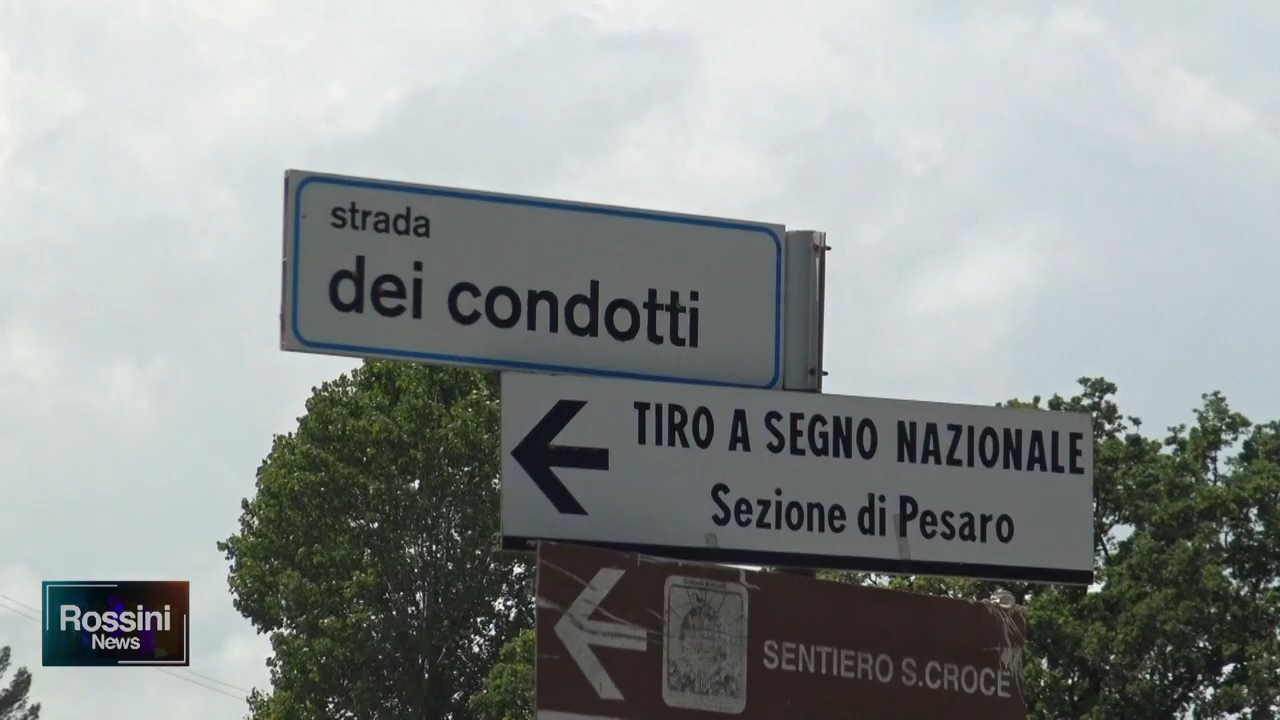 strada
dei condotti
TIRO A SEGNO NAZIONALE
Sezione di Pesaro
SENTIERO S.CROCE
Rossini
News